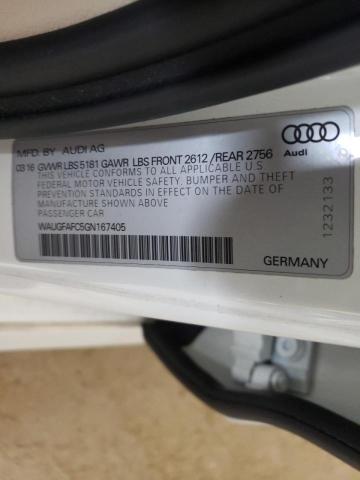 MFD. BY AUDI AG
03 16 GVWR LBS 5181 GAWR LBS FRONT 2612 / REAR 2756
THIS VEHICLE CONFORMS TO ALL APPLICABLE U S
FEDERAL MOTOR VEHICLE SAFETY, BUMPER AND THEFT
PREVENTION STANDARDS IN EFFECT ON THE DATE OF
MANUFACTURE SHOWN ABOVE
PASSENGER CAR
WAUGFAFC5GN167405
Audi
1232133
GERMANY